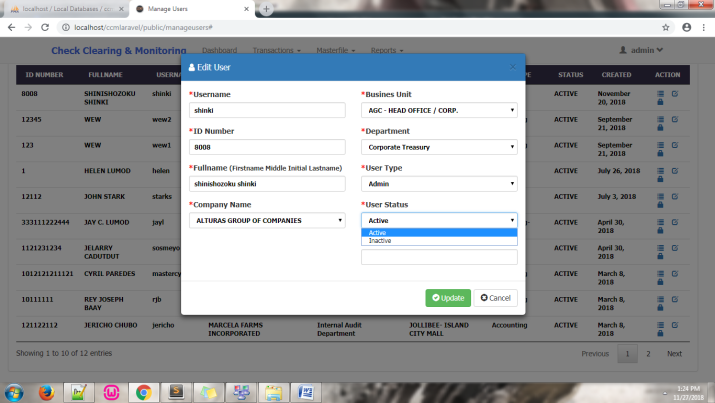 localhost / Local Databases / 
Manage Users
localhost/ccmlaravel/public/manageusers#
Check Clearing & Monitoring Dashboard Transactions Masterfile Reports admin
Edit User
ID NUMBER FULLNAME USERNA STATUS CREATED ACTION
*Username *Busines Unit
shinki AGC - HEAD OFFICE / CORP.
*ID Number *Department
8008 Corporate Treasury
*Fullname (Firstname Middle Initial Lastname) *User Type
shinishozoku shinki Admin
*Company Name *User Status
ALTURAS GROUP OF COMPANIES Active
Active
Inactive
Update Cancel
8008 SHINISHOZOKU SHINKI shinki ACTIVE November 20, 2018
12345 WEW wew2 ACTIVE September 21, 2018
123 WEW wew1 ACTIVE September 21, 2018
1 HELEN LUMOD helen ACTIVE July 26, 2018
12112 JOHN STARK starks ACTIVE July 3, 2018
333111222444 JAY C. LUMOD jayl ACTIVE April 30, 2018
1121231234 JELARRY CADUTDUT sosmeyo ACTIVE April 30, 2018
1012121211121 CYRIL PAREDES mastercy ACTIVE March 8, 2018
10111111 REY JOSEPH BAAY rjb ACTIVE March 8, 2018
121122112 JERICHO CHUBO jericho MARCELA FARMS INCORPORATED Internal Audit Department JOLLIBEE- ISLAND CITY MALL Accounting ACTIVE March 8, 2018
Showing 1 to 10 of 12 entries Previous 1 2 Next
1:24 PM
11/27/2018